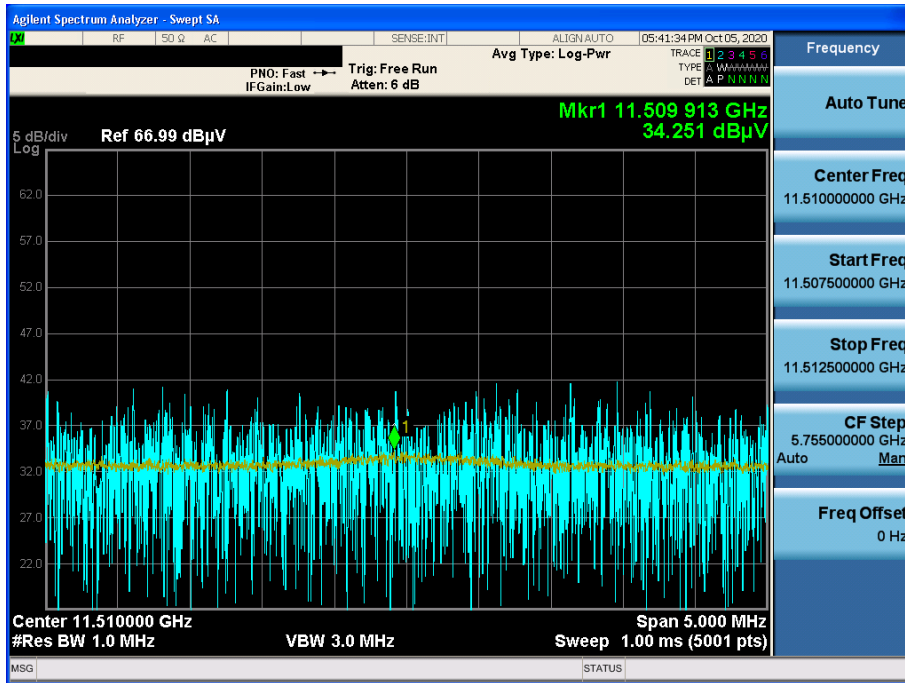 Agilent Spectrum Analyzer - Swept SA
LXI RF 50 Ω AC SENSE:INT ALIGN AUTO 05:41:34 PM Oct 05, 2020
Avg Type: Log-Pwr
TRACE 1 2 3 4 5 6
TYPE A WWWWWW
DET A P N N N N
PNO: Fast
IFGain:Low
Trig: Free Run
Atten: 6 dB
Mkr1 11.509 913 GHz
34.251 dBµV
5 dB/div
Log
Ref 66.99 dBµV
62.0
57.0
52.0
47.0
42.0
37.0
32.0
27.0
22.0
1
Center 11.510000 GHz
Span 5.000 MHz
#Res BW 1.0 MHz
VBW 3.0 MHz
Sweep 1.00 ms (5001 pts)
MSG
STATUS
Frequency
Auto Tune
Center Freq
11.510000000 GHz
Start Freq
11.507500000 GHz
Stop Freq
11.512500000 GHz
CF Step
5.755000000 GHz
Auto Man
Freq Offset
0 Hz